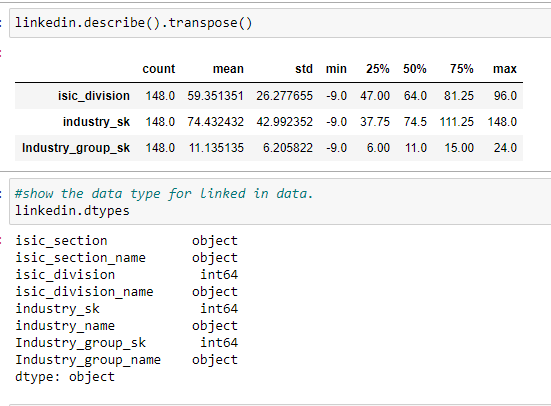 linkedin.describe().transpose()
count mean std min 25% 50% 75% max
isic_division 148.0 59.351351 26.277655 -9.0 47.00 64.0 81.25 96.0
industry_sk 148.0 74.432432 42.992352 -9.0 37.75 74.5 111.25 148.0
Industry_group_sk 148.0 11.135135 6.205822 -9.0 6.00 11.0 15.00 24.0
#show the data type for linked in data.
linkedin.dtypes
isic_section object
isic_section_name object
isic_division int64
isic_division_name object
industry_sk int64
industry_name object
Industry_group_sk int64
Industry_group_name object
dtype: object